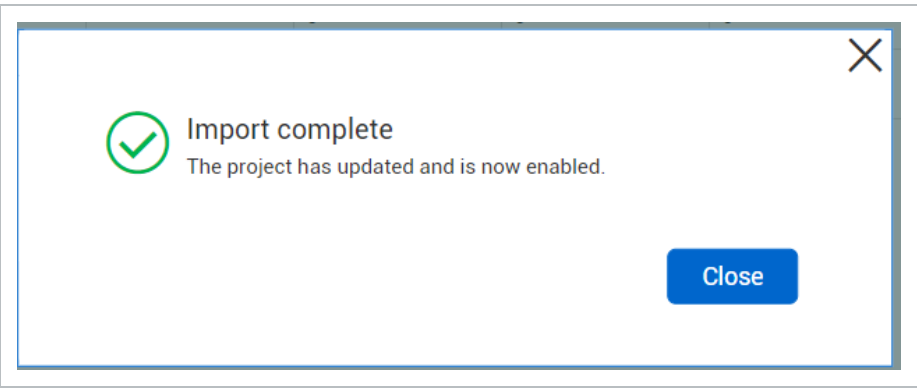 Import complete
The project has updated and is now enabled.
Close